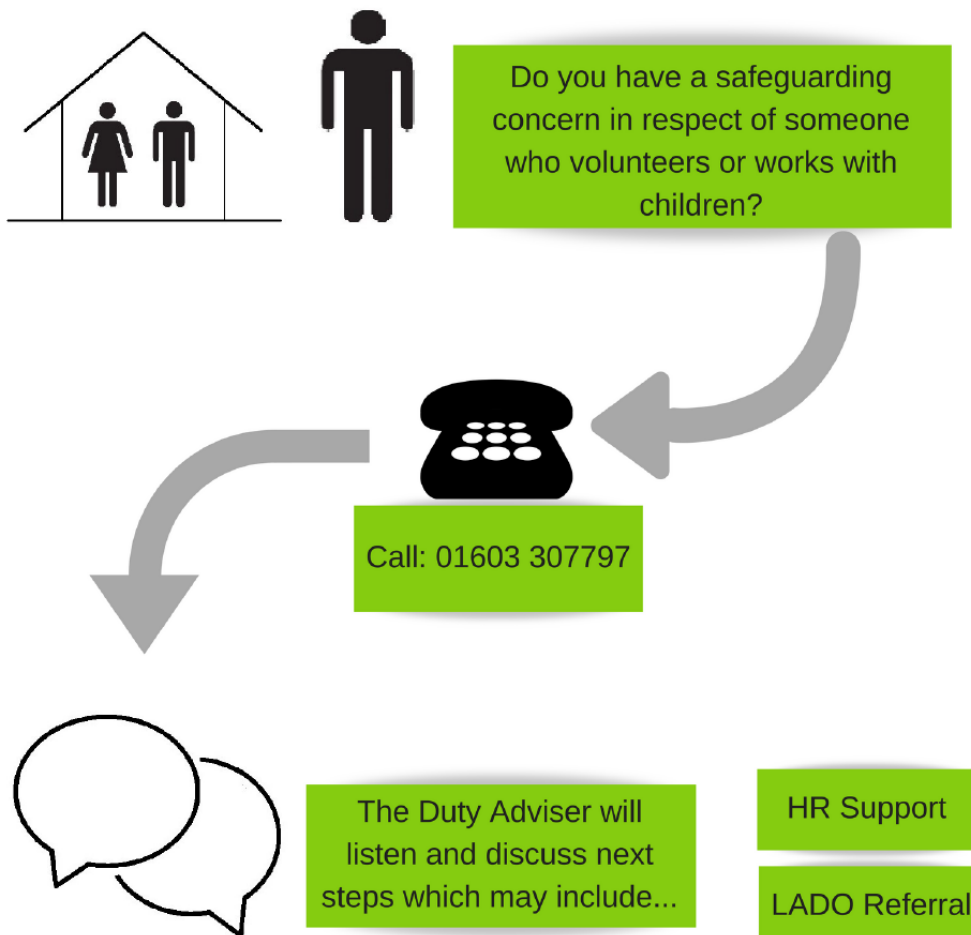 Do you have a safeguarding
concern in respect of someone
who volunteers or works with
children?
Call: 01603 307797
The Duty Adviser will
listen and discuss next
steps which may include...
HR Support
LADO Referral